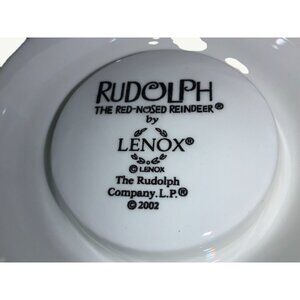 RUDOLPH
THE RED-NOSED REINDEER®
by
LENOX®
© LENOX
The Rudolph
Company, L.P.®
© 2002